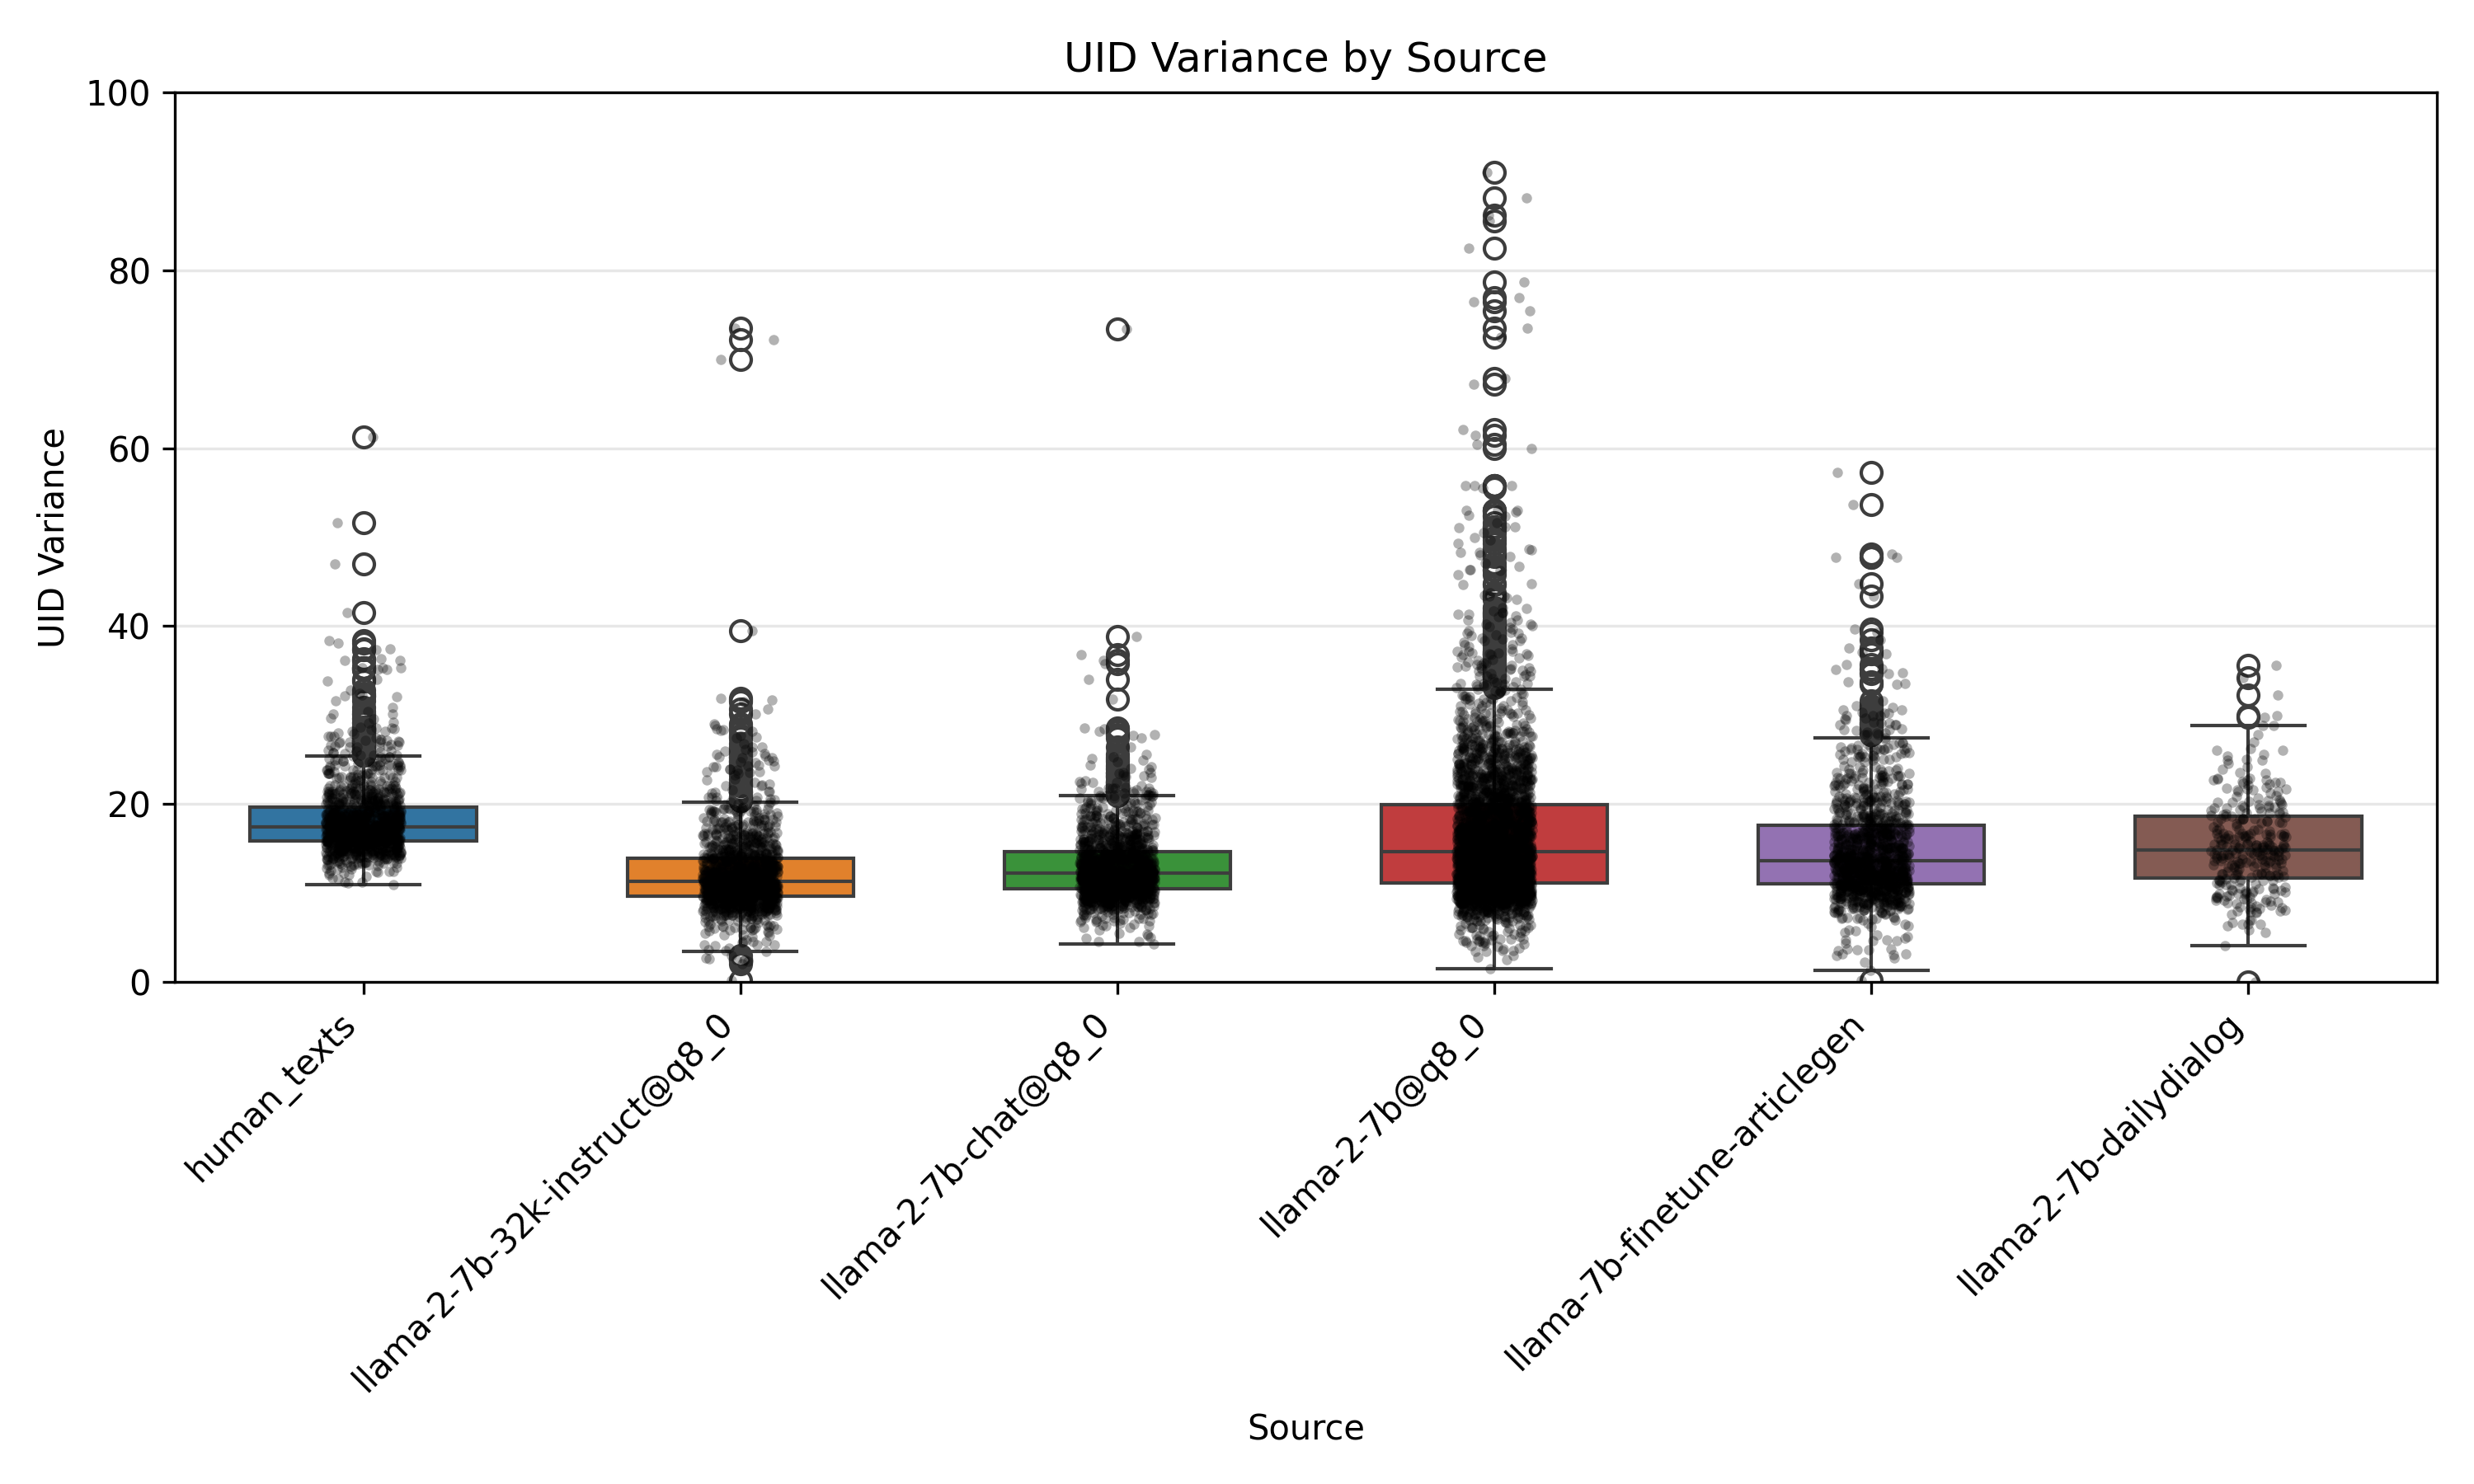 UID Variance by Source
UID Variance
100
80
60
40
20
0
human_texts
llama-2-7b-32k-instruct@q8_0
llama-2-7b-chat@q8_0
llama-2-7b@q8_0
llama-7b-finetune-articlegen
llama-2-7b-dailydialog
Source